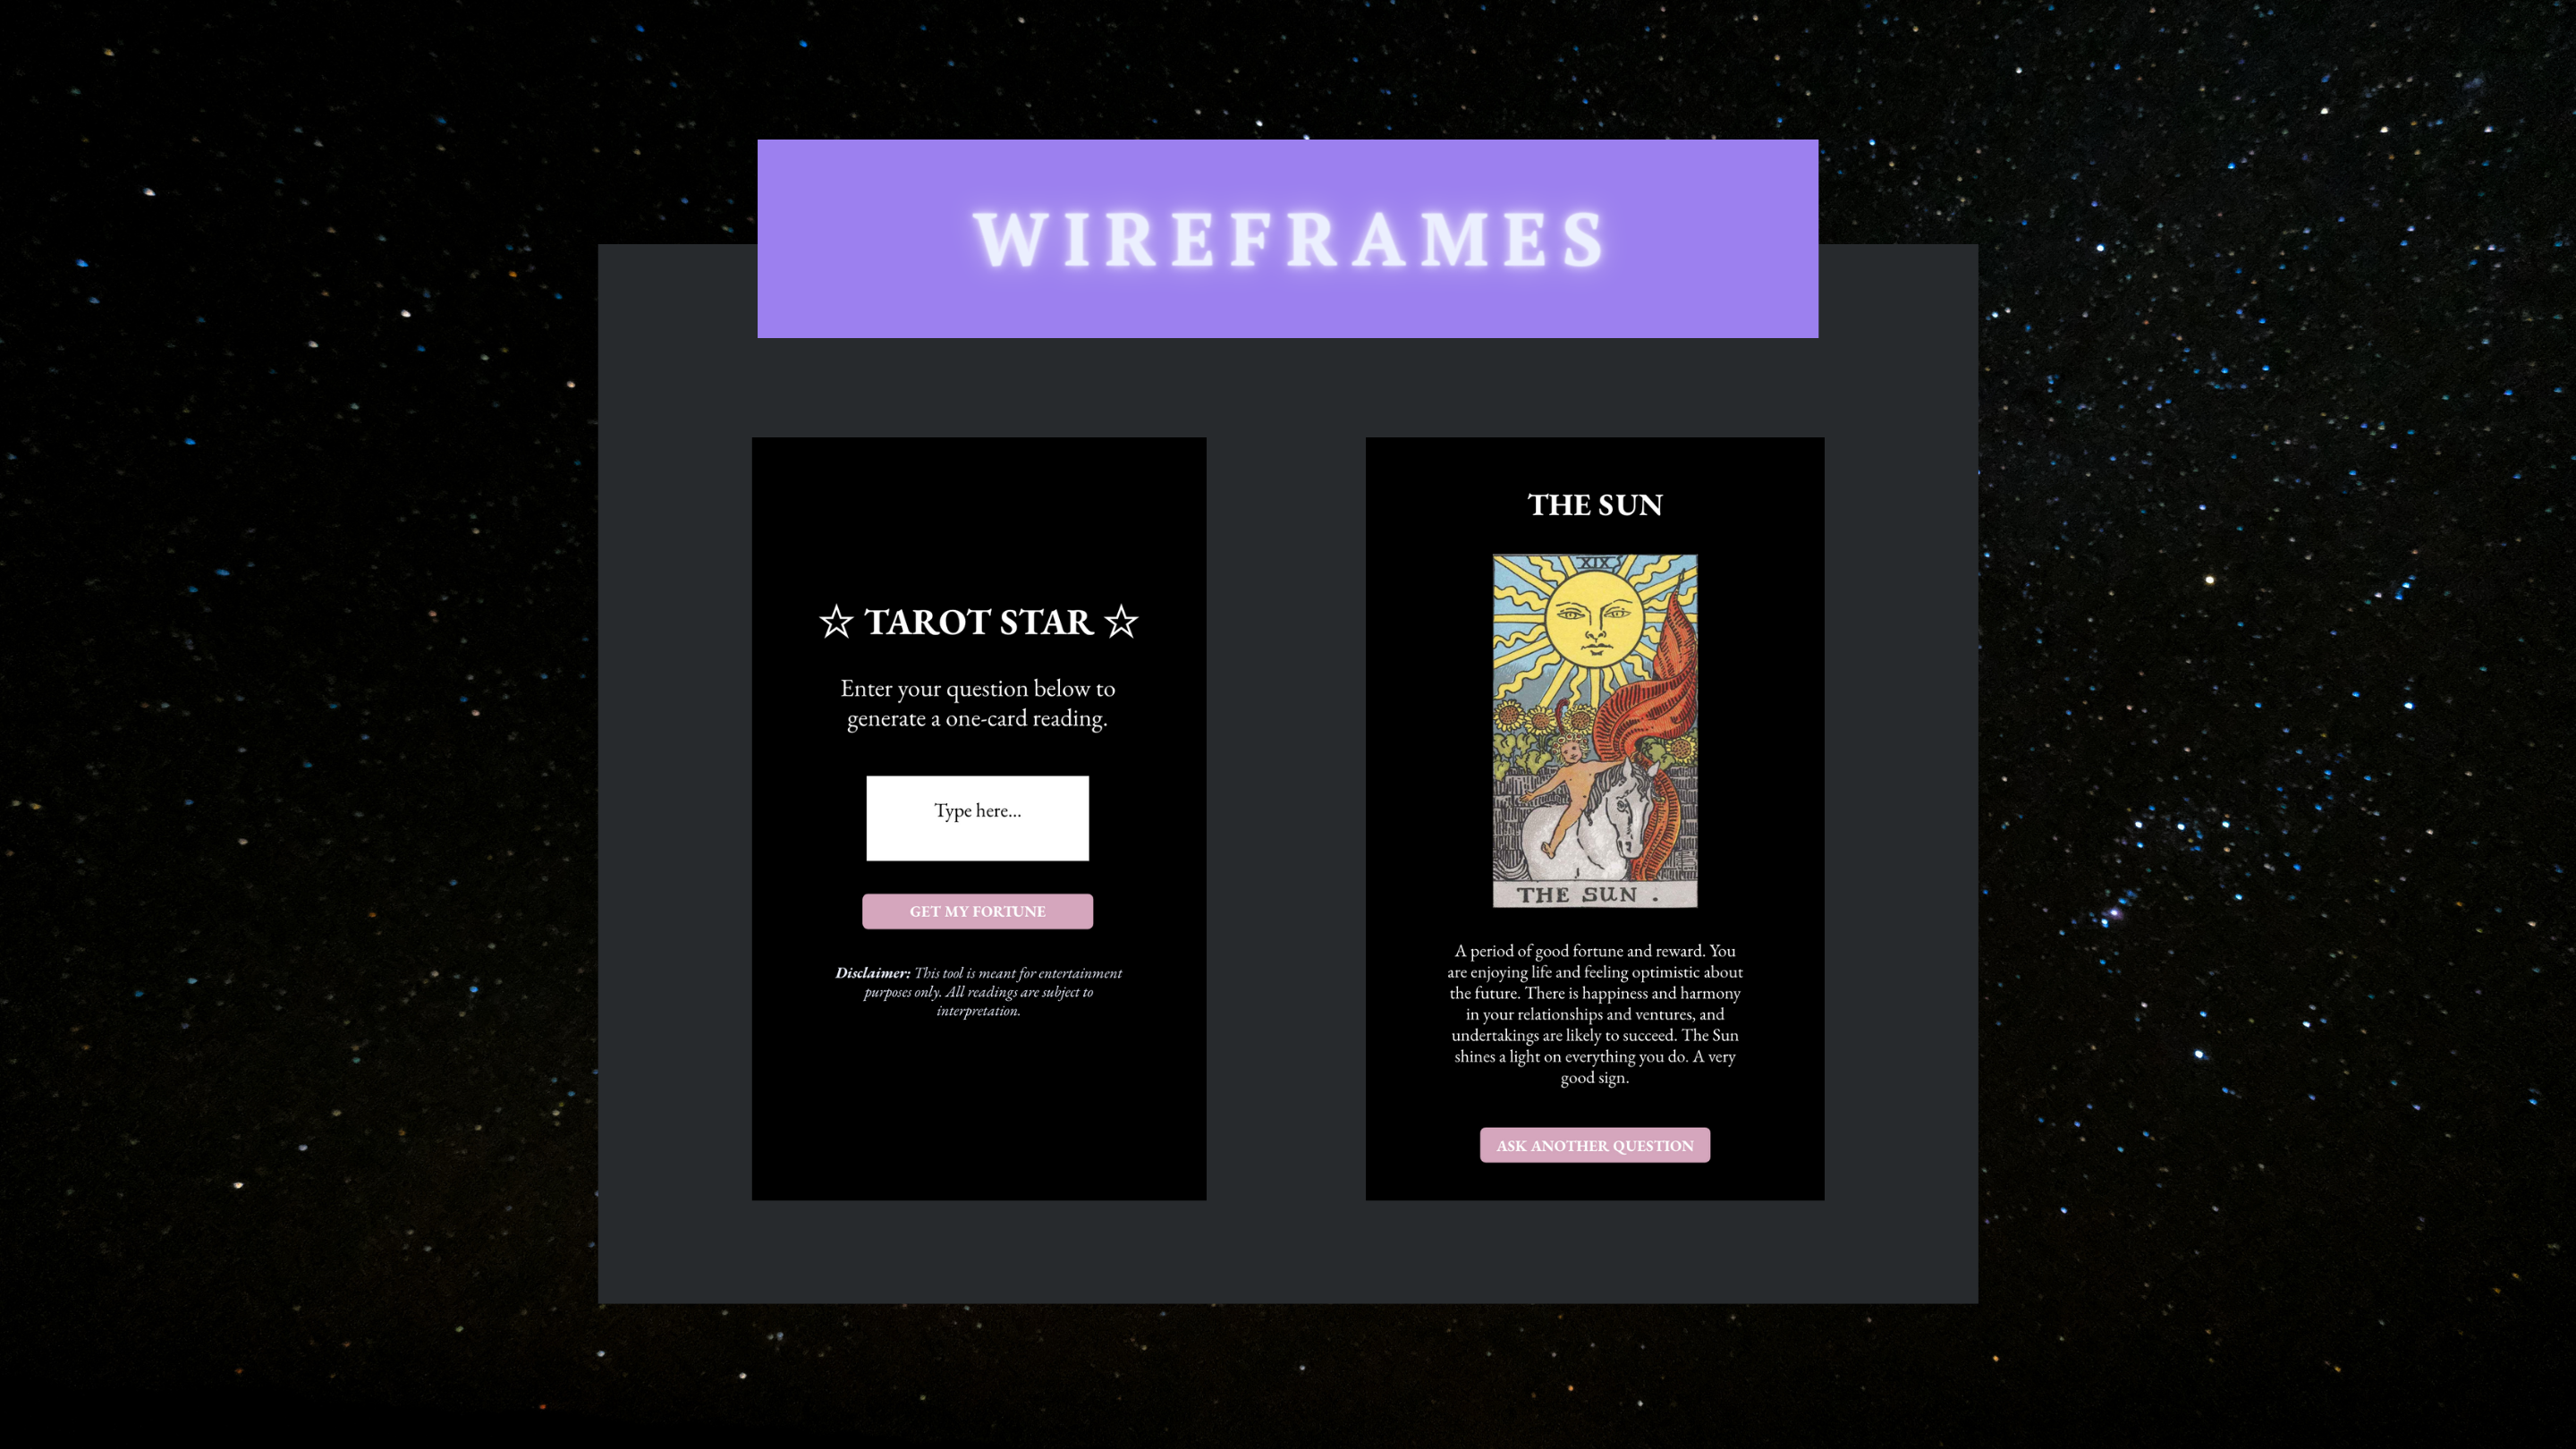 WIREFRAMES
☆ TAROT STAR ☆
Enter your question below to
generate a one-card reading.
Type here...
GET MY FORTUNE
Disclaimer: This tool is meant for entertainment
purposes only. All readings are subject to
interpretation.
THE SUN
XIX
THE SUN .
A period of good fortune and reward. You
are enjoying life and feeling optimistic about
the future. There is happiness and harmony
in your relationships and ventures, and
undertakings are likely to succeed. The Sun
shines a light on everything you do. A very
good sign.
ASK ANOTHER QUESTION